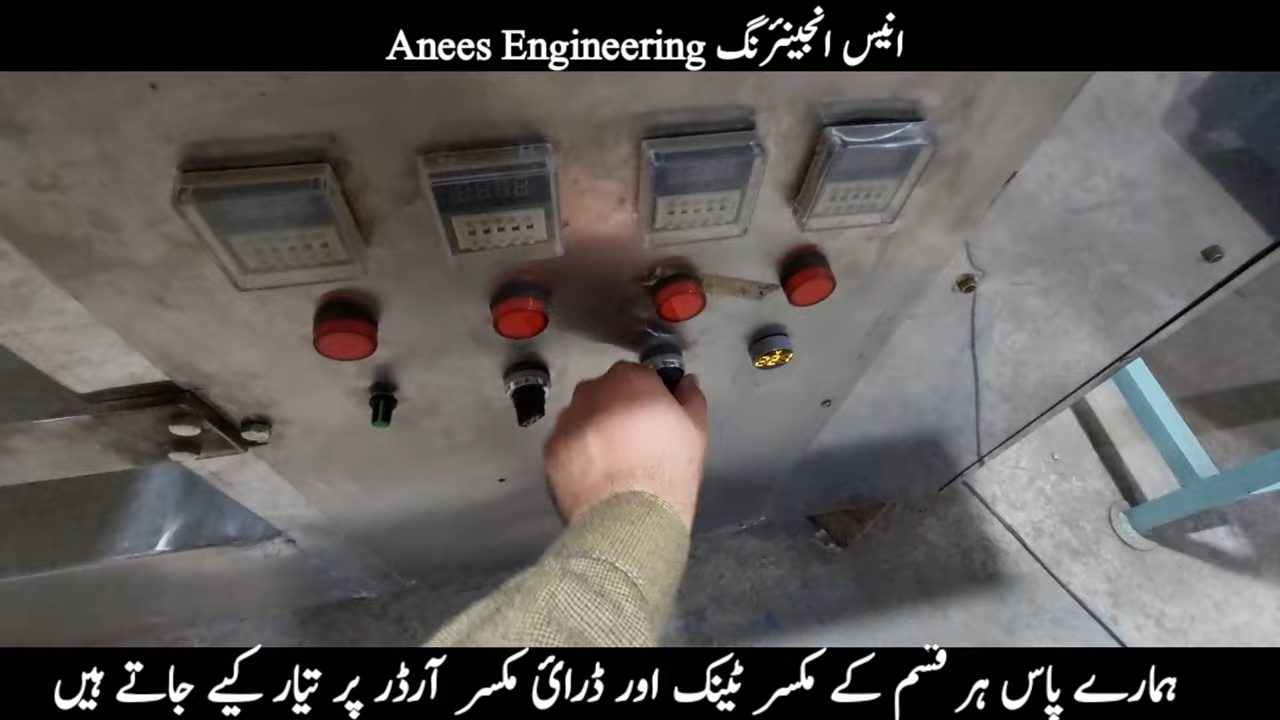 Anees Engineering انیس انجینئرنگ
ہمارے پاس ہر قسم کے مکسر ٹینک اور ڈرائ مکسر آرڈر پر تیار کیے جاتے ہیں